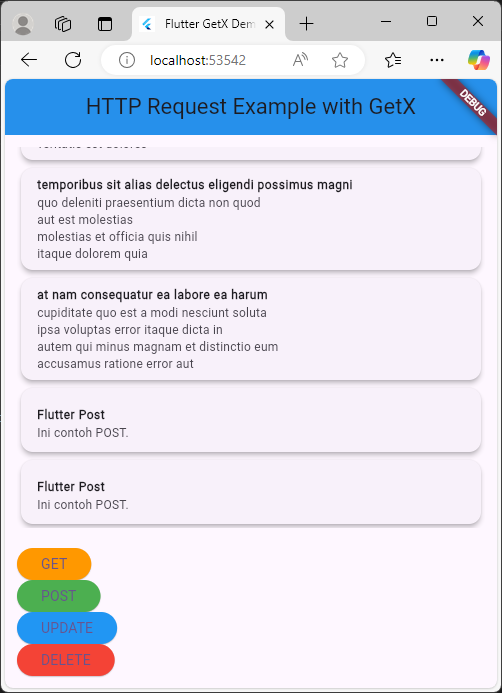 Flutter GetX Dem
localhost:53542
HTTP Request Example with GetX
DEBUG
temporibus sit alias delectus eligendi possimus magni
quo deleniti praesentium dicta non quod
aut est molestias
molestias et officia quis nihil
itaque dolorem quia
at nam consequatur ea labore ea harum
cupiditate quo est a modi nesciunt soluta
ipsa voluptas error itaque dicta in
autem qui minus magnam et distinctio eum
accusamus ratione error aut
Flutter Post
Ini contoh POST.
Flutter Post
Ini contoh POST.
GET
POST
UPDATE
DELETE